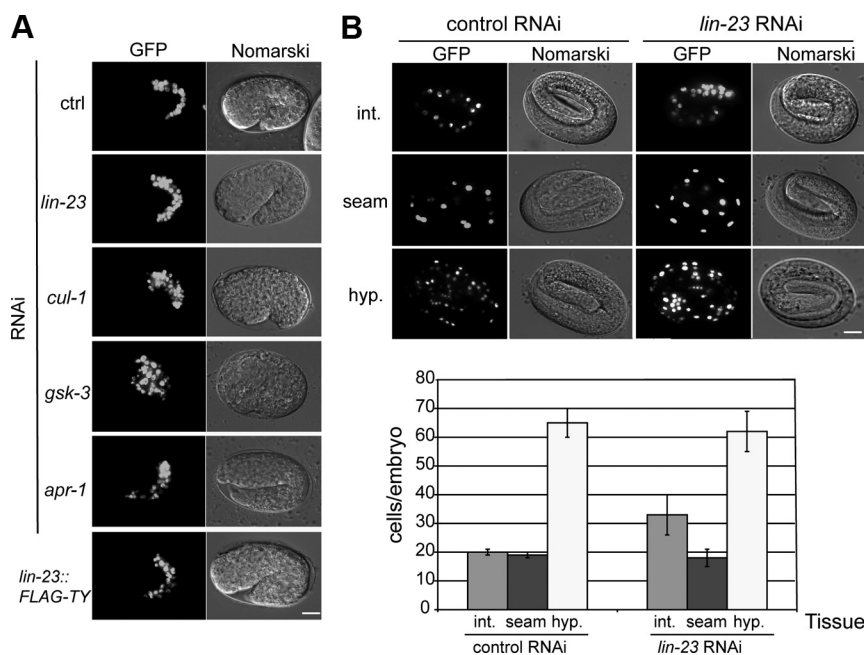 A
GFP Nomarski
RNAi
ctrl
lin-23
cul-1
gsk-3
apr-1
lin-23::
FLAG-TY
B
control RNAi lin-23 RNAi
GFP Nomarski GFP Nomarski
int.
seam
hyp.
cells/embryo
80
70
60
50
40
30
20
10
0
int. seam hyp. int. seam hyp. Tissue
control RNAi lin-23 RNAi